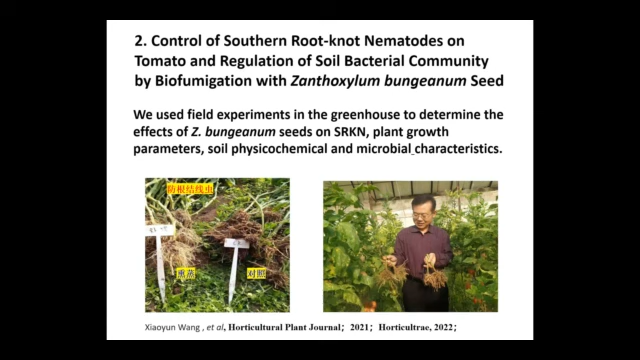 2. Control of Southern Root-knot Nematodes on
Tomato and Regulation of Soil Bacterial Community
by Biofumigation with Zanthoxylum bungeanum Seed
We used field experiments in the greenhouse to determine the
effects of Z. bungeanum seeds on SRKN, plant growth
parameters, soil physicochemical and microbial characteristics.
防根结线虫
熏蒸
对照
Xiaoyun Wang , et al, Horticultural Plant Journal；2021；Horticultrae, 2022；